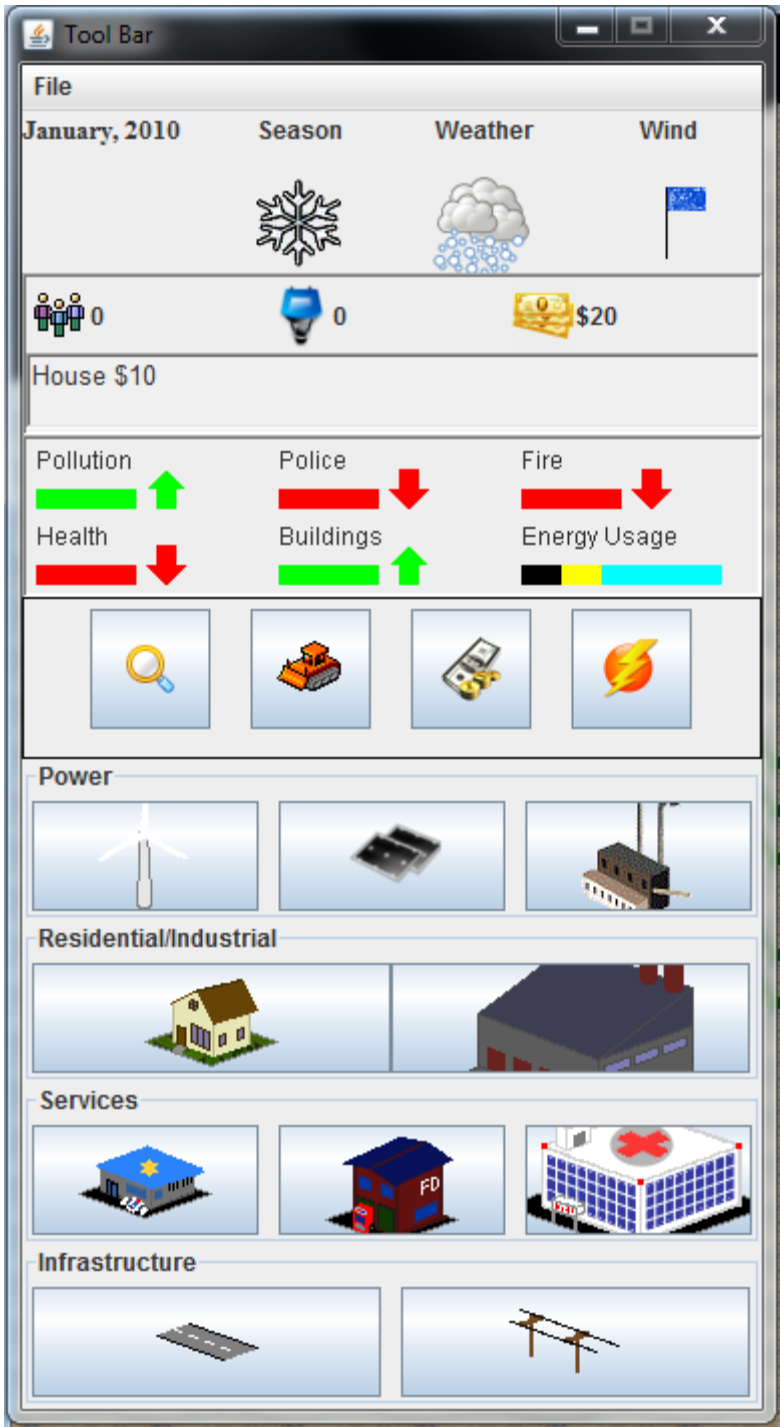 Tool Bar
File
January, 2010 Season Weather Wind
0 0 $20
House $10
Pollution Police Fire
Health Buildings Energy Usage
Power
Residential/Industrial
Services
FD
Infrastructure